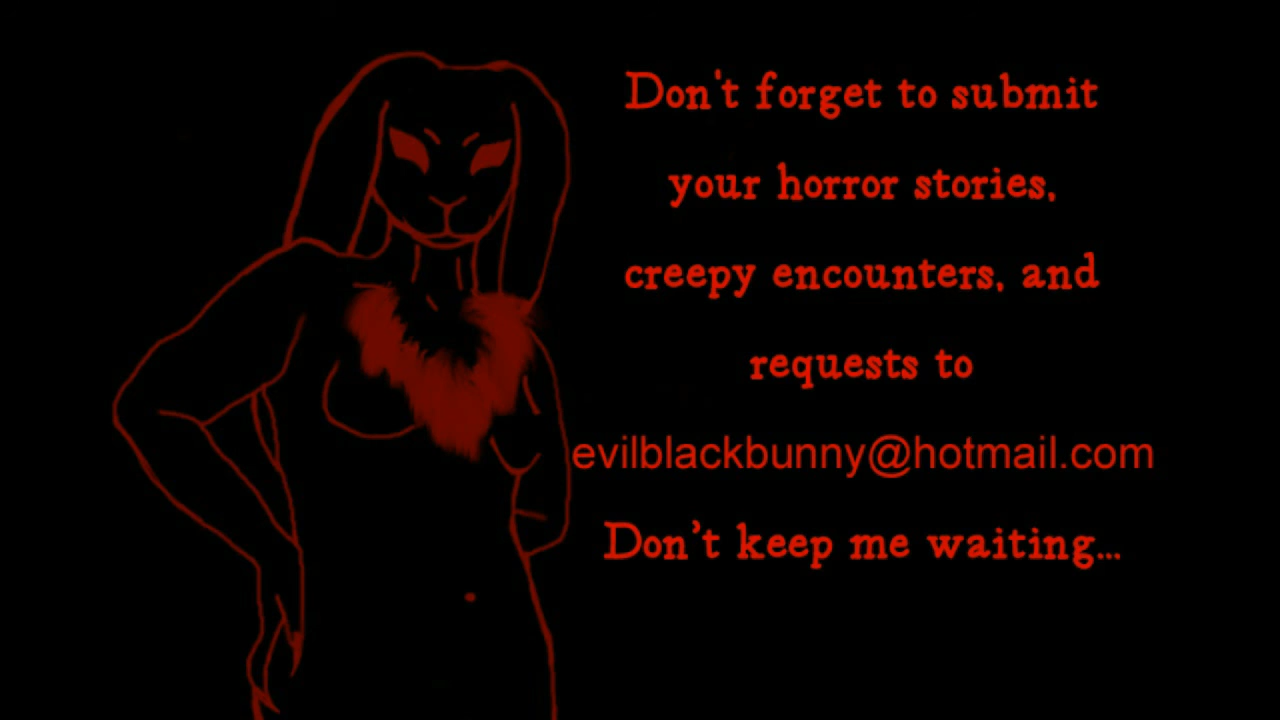 Don't forget to submit
your horror stories,
creepy encounters, and
requests to
evilblackbunny@hotmail.com
Don't keep me waiting...